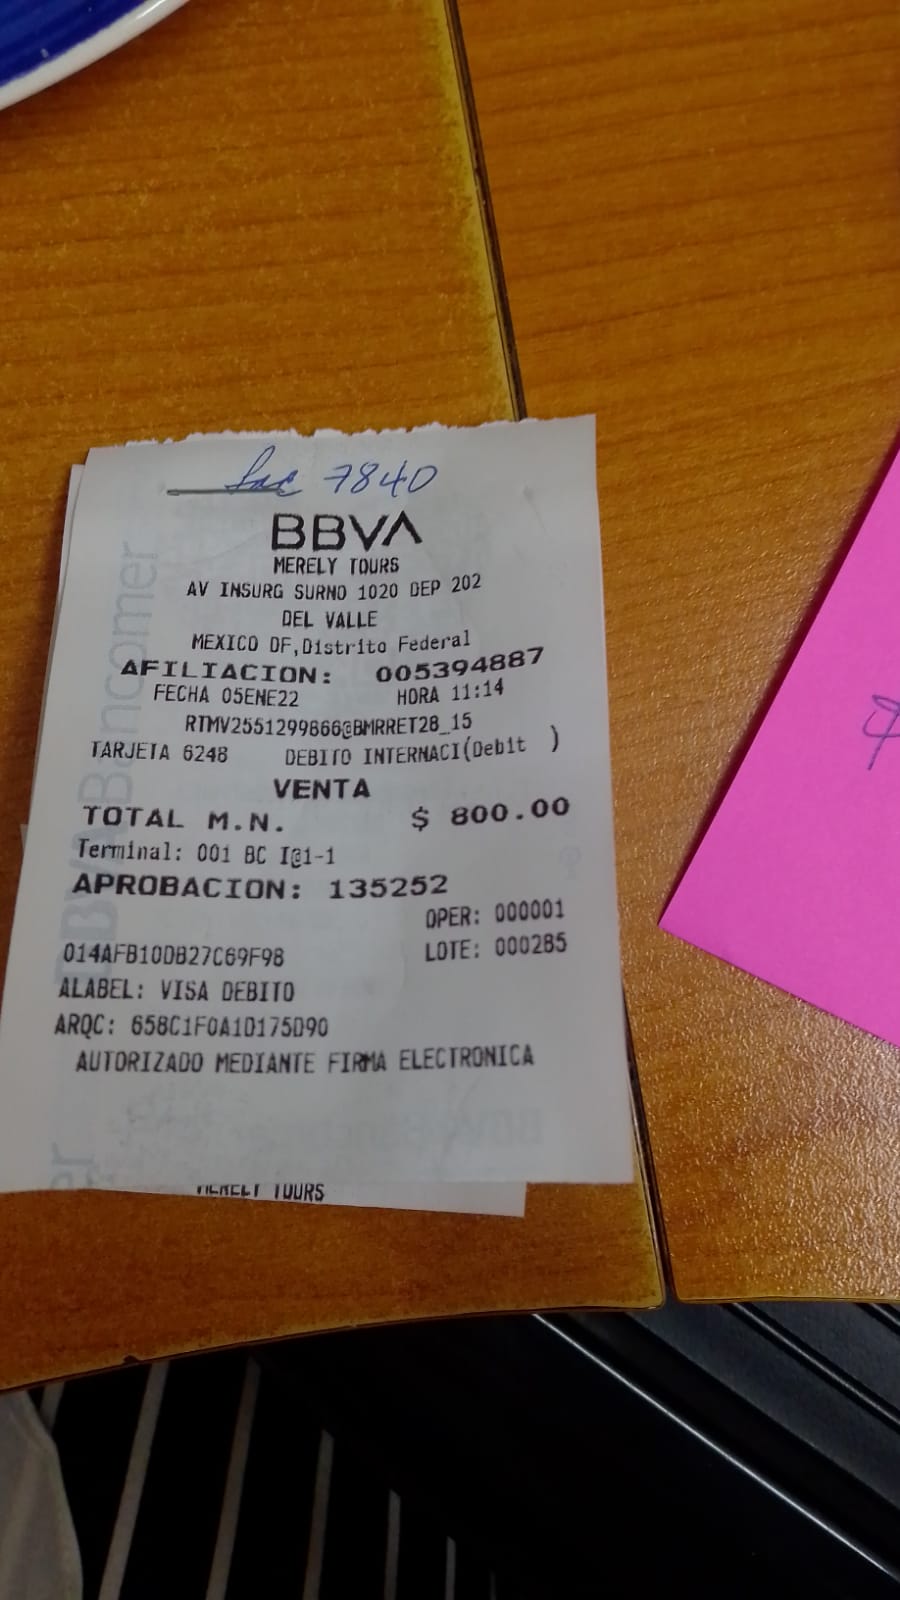 Fac 7840
BBVA
MERELY TOURS
AV INSURG SURNO 1020 DEP 202
DEL VALLE
MEXICO DF,Distrito Federal
AFILIACION: 005394887
FECHA 05ENE22 HORA 11:14
RTMV2551299866@BMRRET28_15
TARJETA 6248 DEBITO INTERNACI(Debit )
VENTA
TOTAL M.N. $ 800.00
Terminal: 001 BC I@1-1
APROBACION: 135252
OPER: 000001
014AFB10DB27C69F98 LOTE: 000285
ALABEL: VISA DEBITO
ARQC: 658C1F0A1D175D90
AUTORIZADO MEDIANTE FIRMA ELECTRONICA
MERELY TOURS
BBVABancomer